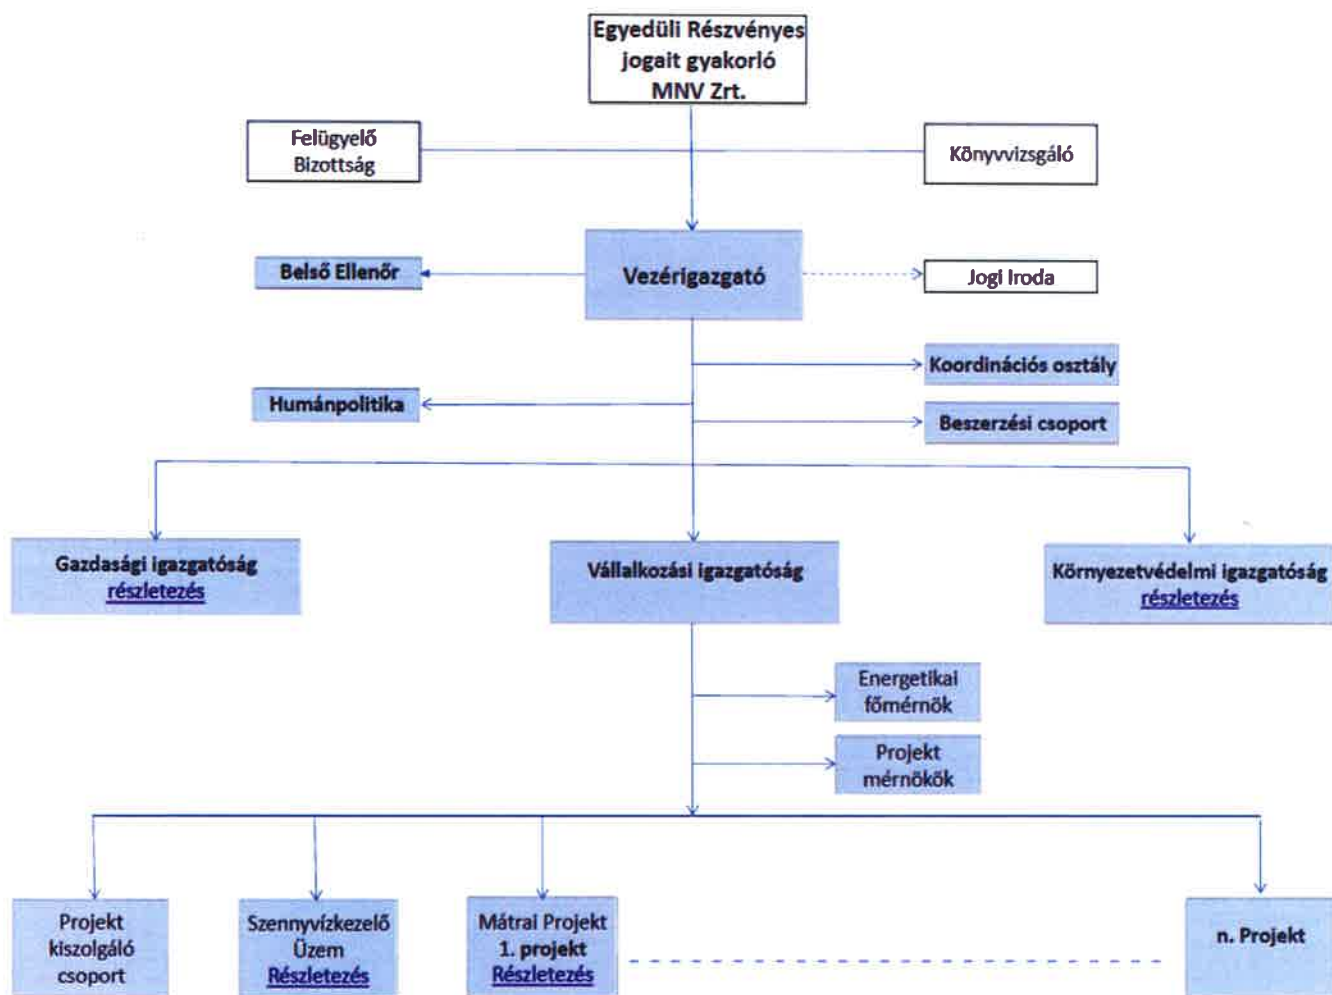 Egyedüli Részvényes
jogait gyakorló
MNV Zrt.
Felügyelő
Bizottság
Könyvvizsgáló
Belső Ellenőr
Vezérigazgató
Jogi Iroda
Koordinációs osztály
Humánpolitika
Beszerzési csoport
Gazdasági igazgatóság
részletezés
Vállalkozási igazgatóság
Környezetvédelmi igazgatóság
részletezés
Energetikai
főmérnök
Projekt
mérnökök
Projekt
kiszolgáló
csoport
Szennyvízkezelő
Üzem
Részletezés
Mátrai Projekt
1. projekt
Részletezés
n. Projekt